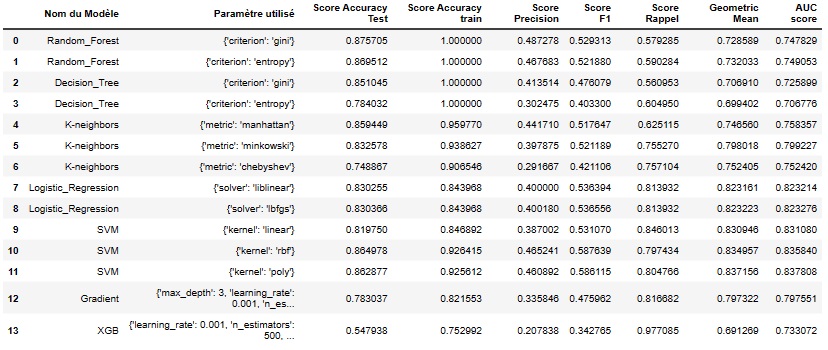 Nom du Modèle Paramètre utilisé Score Accuracy Test Score Accuracy train Score Precision Score F1 Score Rappel Geometric Mean AUC score
0 Random_Forest {'criterion': 'gini'} 0.875705 1.000000 0.487278 0.529313 0.579285 0.728589 0.747829
1 Random_Forest {'criterion': 'entropy'} 0.869512 1.000000 0.467683 0.521880 0.590284 0.732033 0.749053
2 Decision_Tree {'criterion': 'gini'} 0.851045 1.000000 0.413514 0.476079 0.560953 0.706910 0.725899
3 Decision_Tree {'criterion': 'entropy'} 0.784032 1.000000 0.302475 0.403300 0.604950 0.699402 0.706776
4 K-neighbors {'metric': 'manhattan'} 0.859449 0.959770 0.441710 0.517647 0.625115 0.746560 0.758357
5 K-neighbors {'metric': 'minkowski'} 0.832578 0.938627 0.397875 0.521189 0.755270 0.798018 0.799227
6 K-neighbors {'metric': 'chebyshev'} 0.748867 0.906546 0.291667 0.421106 0.757104 0.752405 0.752420
7 Logistic_Regression {'solver': 'liblinear'} 0.830255 0.843968 0.400000 0.536394 0.813932 0.823161 0.823214
8 Logistic_Regression {'solver': 'lbfgs'} 0.830366 0.843968 0.400180 0.536556 0.813932 0.823223 0.823276
9 SVM {'kernel': 'linear'} 0.819750 0.846892 0.387002 0.531070 0.846013 0.830946 0.831080
10 SVM {'kernel': 'rbf'} 0.864978 0.926415 0.465241 0.587639 0.797434 0.834957 0.835840
11 SVM {'kernel': 'poly'} 0.862877 0.925612 0.460892 0.586115 0.804766 0.837156 0.837808
12 Gradient {'max_depth': 3, 'learning_rate': 0.001, 'n_es... 0.783037 0.821553 0.335846 0.475962 0.816682 0.797322 0.797551
13 XGB {'learning_rate': 0.001, 'n_estimators': 500, ... 0.547938 0.752992 0.207838 0.342765 0.977085 0.691269 0.733072